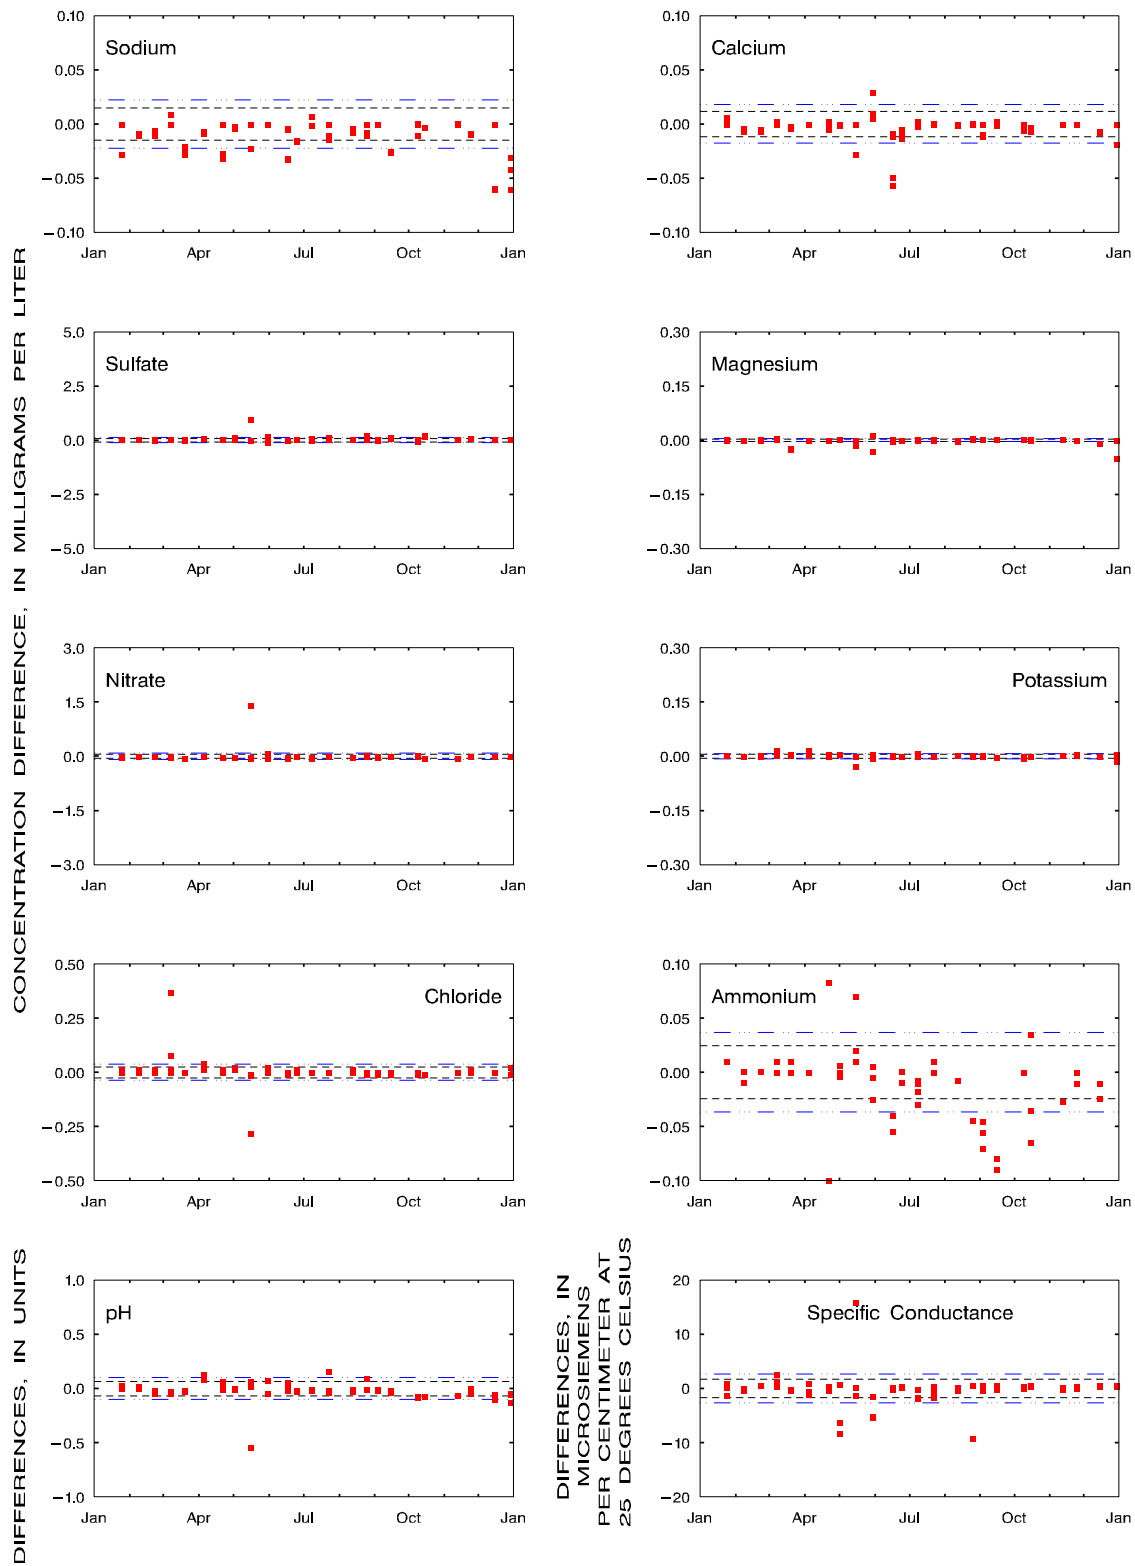 CONCENTRATION DIFFERENCE, IN MILLIGRAMS PER LITER
0.10
0.05
0.00
−0.05
−0.10
Sodium
Jan Apr Jul Oct Jan
0.10
0.05
0.00
−0.05
−0.10
Calcium
Jan Apr Jul Oct Jan
5.0
2.5
0.0
−2.5
−5.0
Sulfate
Jan Apr Jul Oct Jan
0.30
0.15
0.00
−0.15
−0.30
Magnesium
Jan Apr Jul Oct Jan
3.0
1.5
0.0
−1.5
−3.0
Nitrate
Jan Apr Jul Oct Jan
0.30
0.15
0.00
−0.15
−0.30
Potassium
Jan Apr Jul Oct Jan
0.50
0.25
0.00
−0.25
−0.50
Chloride
Jan Apr Jul Oct Jan
0.10
0.05
0.00
−0.05
−0.10
Ammonium
Jan Apr Jul Oct Jan
DIFFERENCES, IN UNITS
1.0
0.5
0.0
−0.5
−1.0
pH
Jan Apr Jul Oct Jan
DIFFERENCES, IN
MICROSIEMENS
PER CENTIMETER AT
25 DEGREES CELSIUS
20
10
0
−10
−20
Specific Conductance
Jan Apr Jul Oct Jan